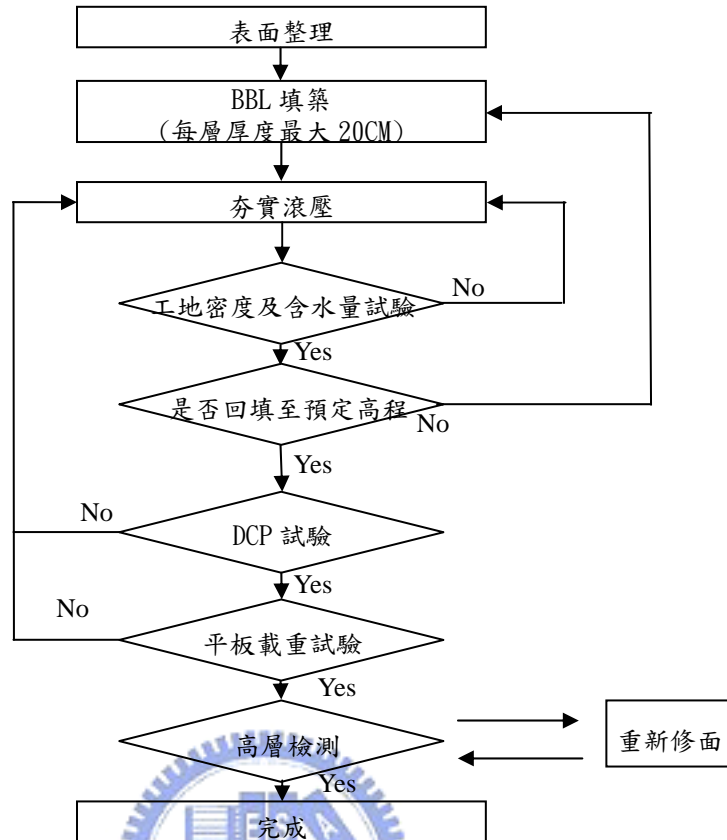 表面整理
BBL 填築
(每層厚度最大 20CM)
夯實滾壓
工地密度及含水量試驗
No
Yes
是否回填至預定高程
No
Yes
No
DCP 試驗
Yes
No
平板載重試驗
Yes
高層檢測
重新修面
Yes
完成